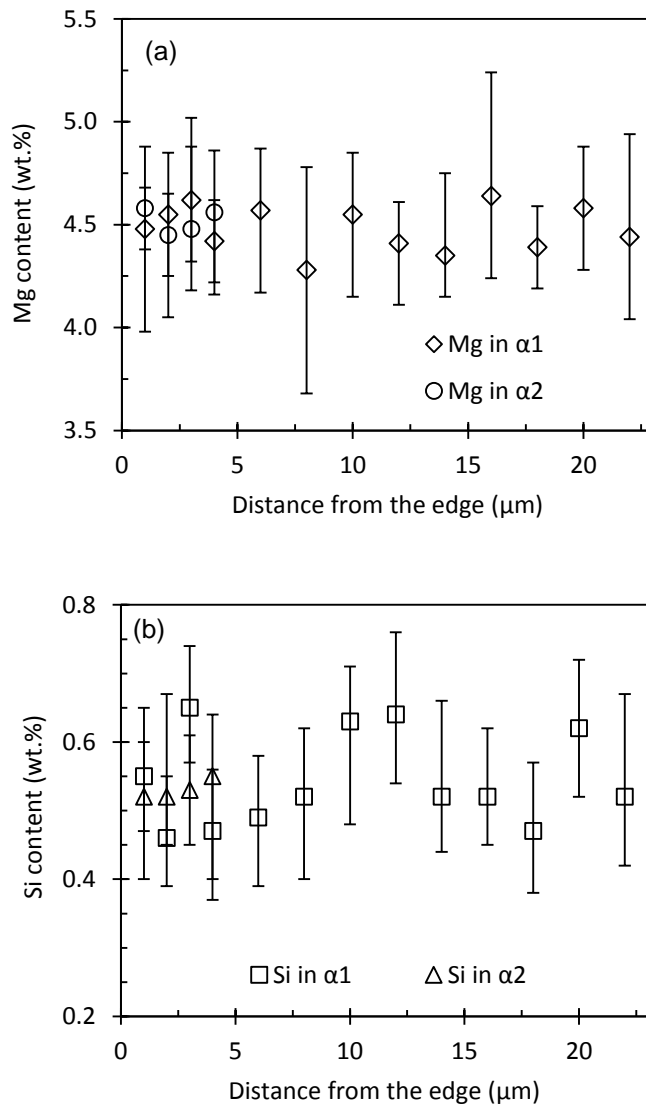 5.5
(a)
5.0
4.5
4.0
3.5
Mg content (wt.%)
Mg in α1
Mg in α2
0 5 10 15 20
Distance from the edge (µm)
0.8
(b)
0.6
0.4
0.2
Si content (wt.%)
Si in α1 Si in α2
0 5 10 15 20
Distance from the edge (µm)